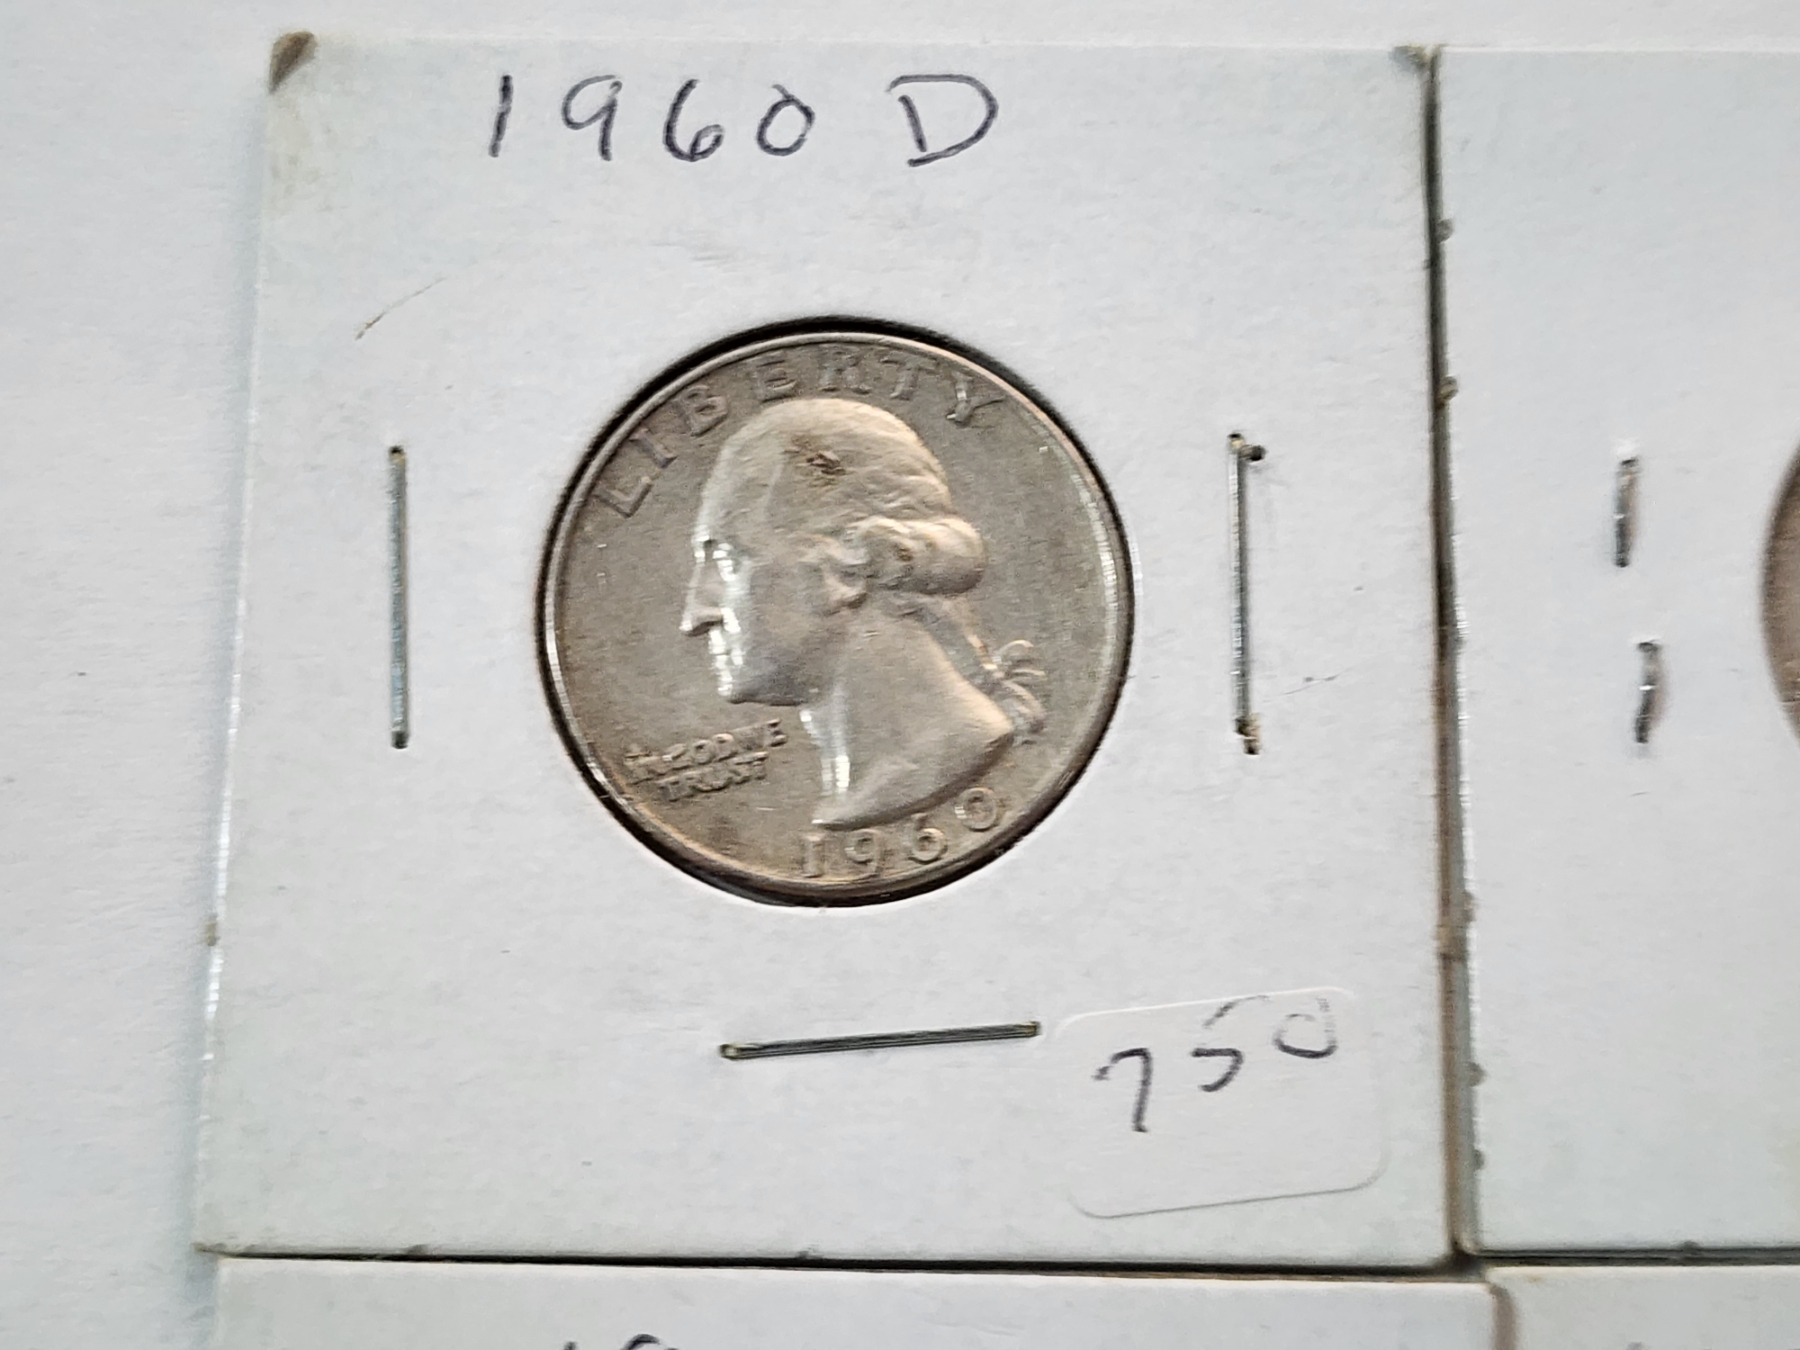 1960 D
LIBERTY
IN GOD WE
TRUST
1960
750